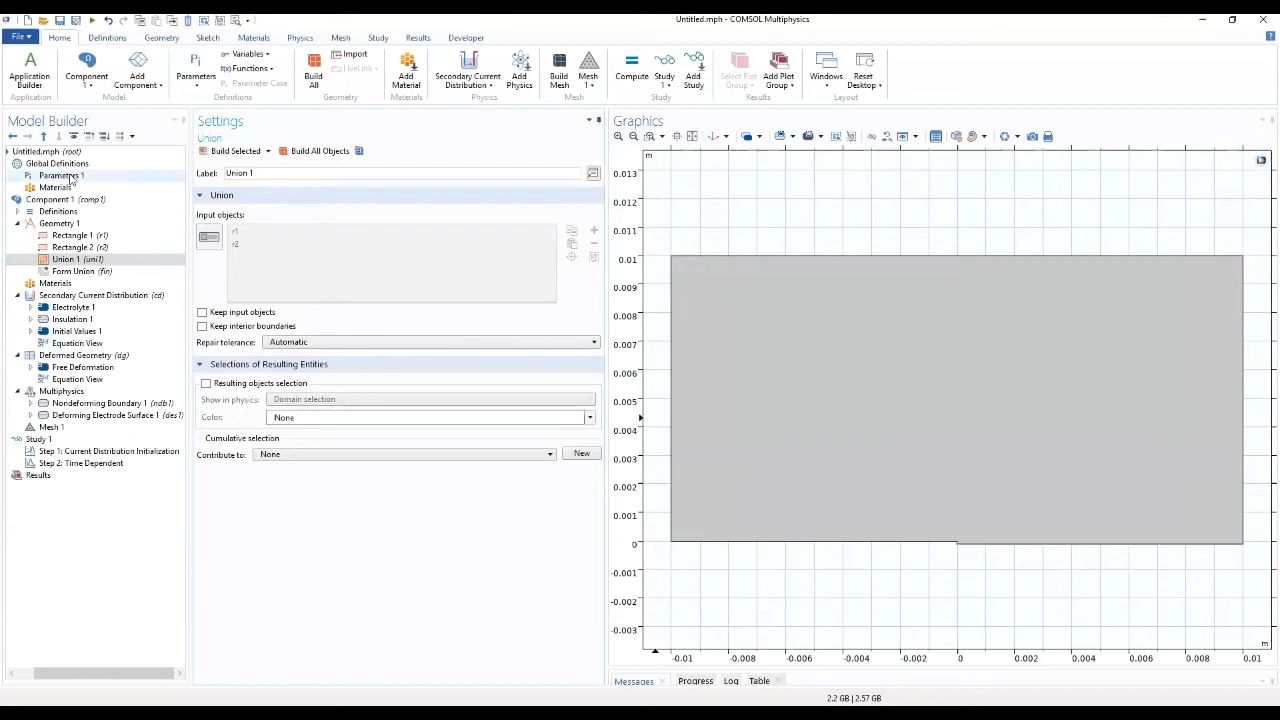 Untitled.mph - COMSOL Multiphysics
File
Home
Definitions
Geometry
Sketch
Materials
Physics
Mesh
Study
Results
Developer
Application Builder
Component 1
Add Component
Parameters 1
Variables
Functions
Parameter Case
Build All
Import
LiveLink
Add Material
Secondary Current Distribution
Add Physics
Build Mesh
Mesh 1
Compute
Study 1
Add Study
Select Plot Group
Add Plot Group
Windows
Reset Desktop
Application
Model
Definitions
Geometry
Materials
Physics
Mesh
Study
Results
Layout
Model Builder
Untitled.mph (root)
Global Definitions
Pi Parameters 1
Materials
Component 1 (comp1)
Definitions
Geometry 1
Rectangle 1 (r1)
Rectangle 2 (r2)
Union 1 (uni1)
Form Union (fin)
Materials
Secondary Current Distribution (cd)
Electrolyte 1
Insulation 1
Initial Values 1
Equation View
Deformed Geometry (dg)
Free Deformation
Equation View
Multiphysics
Nondeforming Boundary 1 (ndb1)
Deforming Electrode Surface 1 (des1)
Mesh 1
Study 1
Step 1: Current Distribution Initialization
Step 2: Time Dependent
Results
Settings
Union
Build Selected
Build All Objects
Label: Union 1
Union
Input objects:
r1
r2
Keep input objects
Keep interior boundaries
Repair tolerance: Automatic
Selections of Resulting Entities
Resulting objects selection
Show in physics: Domain selection
Color: None
Cumulative selection
Contribute to: None
New
Graphics
m
0.013
0.012
0.011
0.01
0.009
0.008
0.007
0.006
0.005
0.004
0.003
0.002
0.001
0
-0.001
-0.002
-0.003
m
-0.01
-0.008
-0.006
-0.004
-0.002
0
0.002
0.004
0.006
0.008
0.01
Messages
Progress
Log
Table
2.2 GB | 2.57 GB